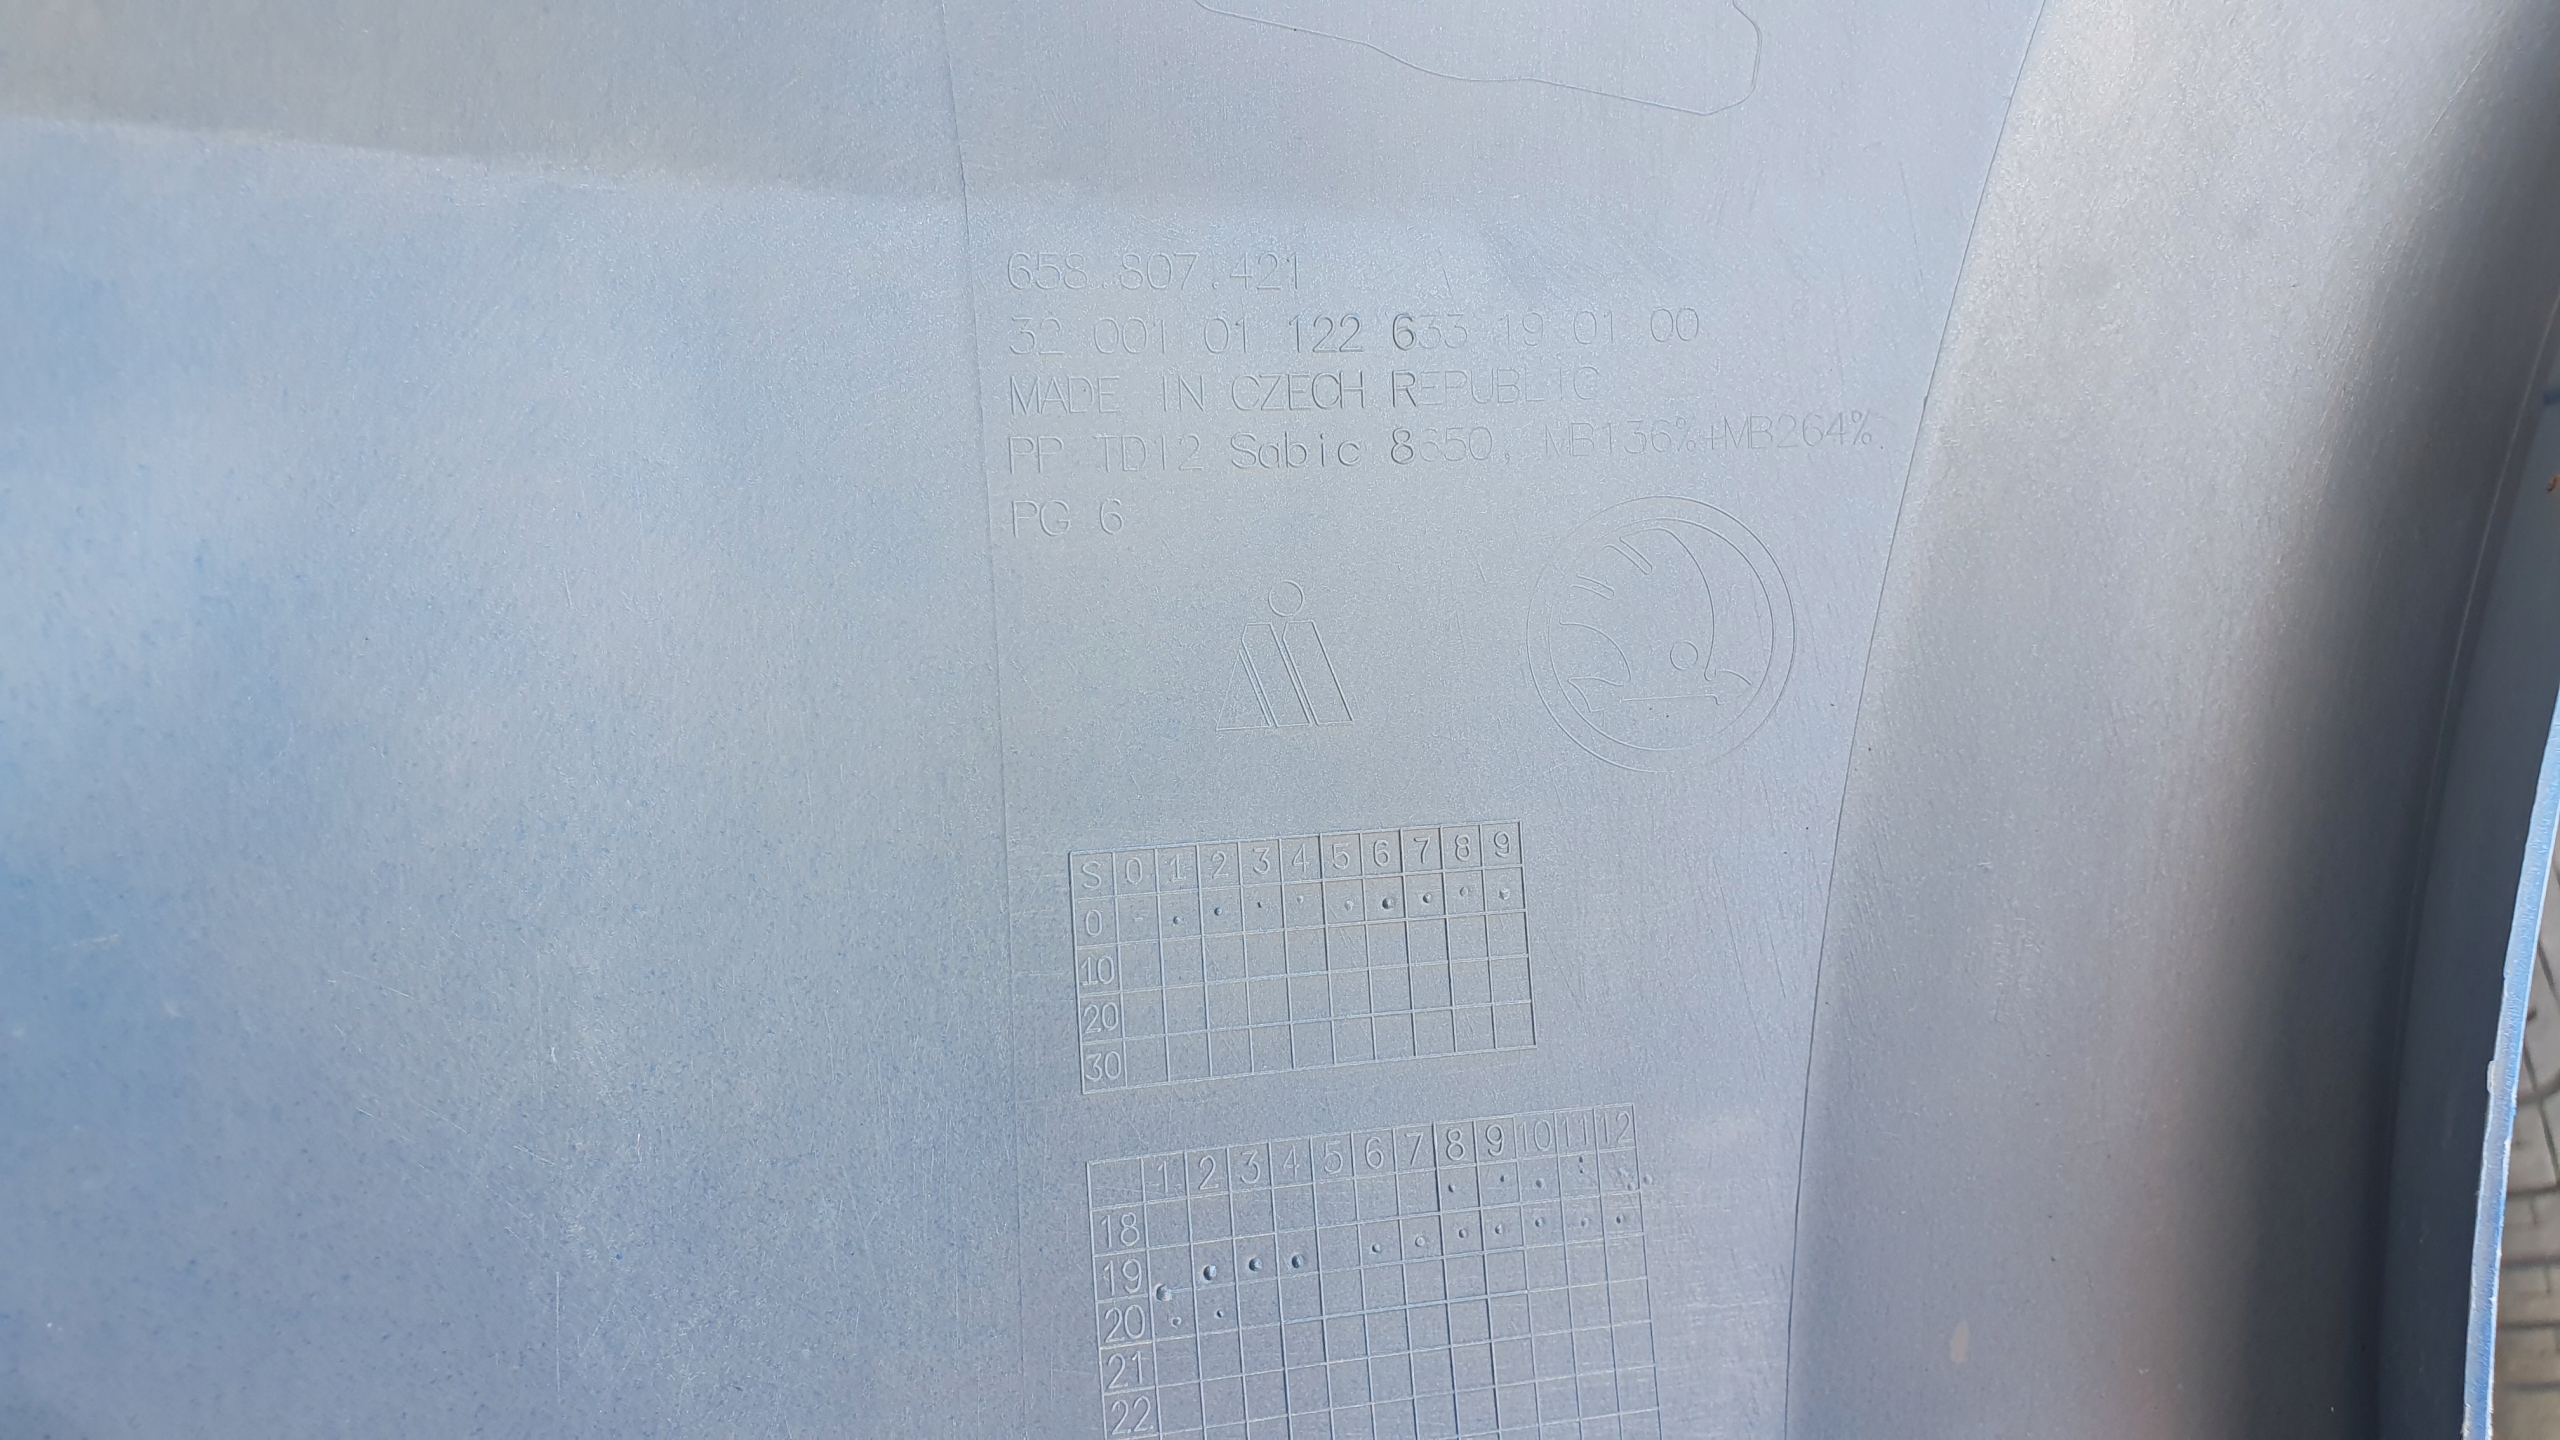 658.807.421
32 001 01 122 633 19 01 00
MADE IN CZECH REPUBLIC
PP TD12 Sabic 8650, MB136%+MB264%.
PG 6
S 0 1 2 3 4 5 6 7 8 9
0
10
20
30
1 2 3 4 5 6 7 8 9 10 11 12
18
19
20
21
22